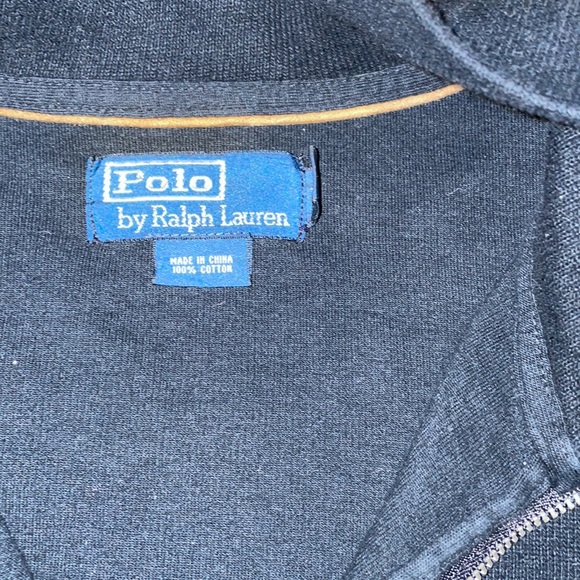 Polo
by Ralph Lauren
MADE IN CHINA
100% COTTON